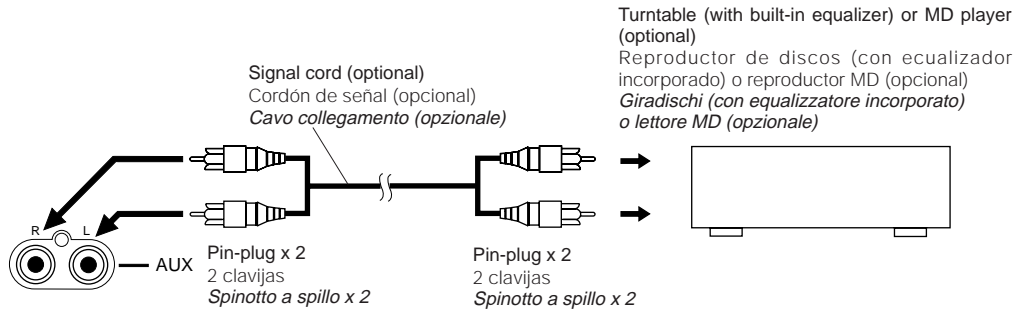 Turntable (with built-in equalizer) or MD player
(optional)
Reproductor de discos (con ecualizador
incorporado) o reproductor MD (opcional)
Giradischi (con equalizzatore incorporato)
o lettore MD (opzionale)
Signal cord (optional)
Cordón de señal (opcional)
Cavo collegamento (opzionale)
R L
AUX
Pin-plug x 2
2 clavijas
Spinotto a spillo x 2
Pin-plug x 2
2 clavijas
Spinotto a spillo x 2